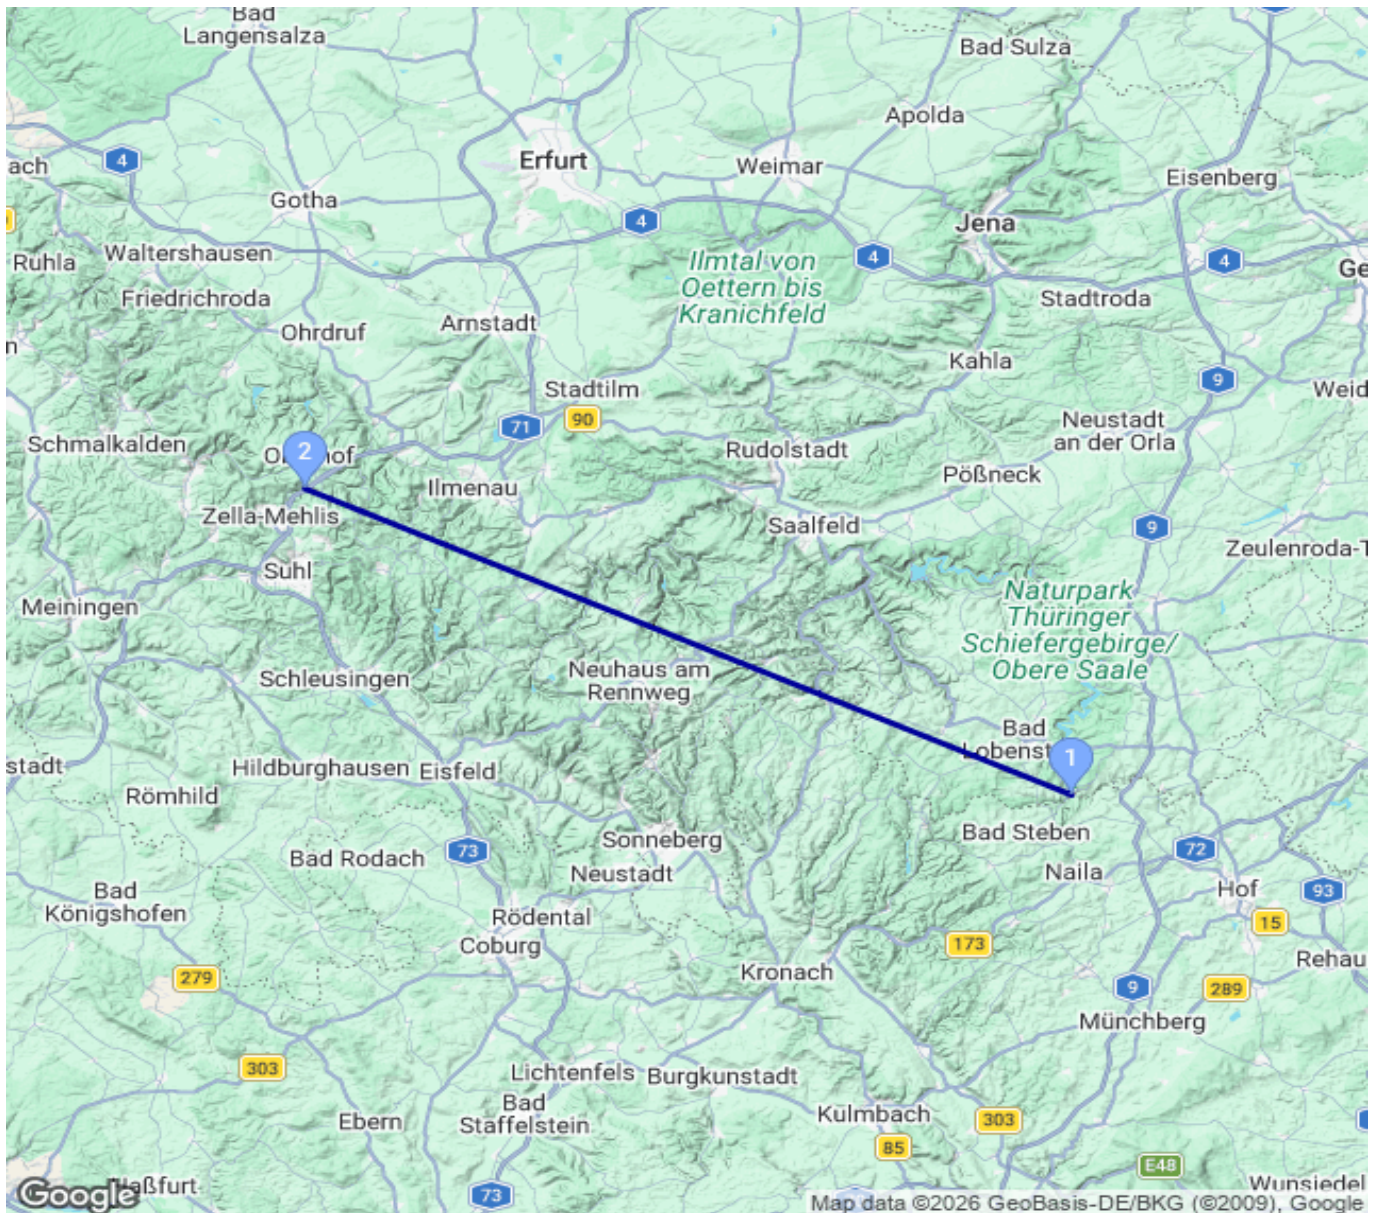 Bad
Langensalza
Bad Sulza
Apolda
4
ach
Erfurt
Weimar
Eisenberg
Gotha
4
Jena
Ruhla
Waltershausen
4
4
Ge
Ilmtal von
Oettern bis
Kranichfeld
Friedrichroda
Stadtroda
Ohrdruf
Arnstadt
n
Kahla
9
Stadtilm
Weid
90
71
Neustadt
an der Orla
Schmalkalden
2
Rudolstadt
Ilmenau
Pößneck
Zella-Mehlis
Saalfeld
9
Zeulenroda-T
Suhl
Meiningen
Naturpark
Thüringer
Schiefergebirge/
Obere Saale
Schleusingen
Neuhaus am
Rennweg
Bad
1
stadt
Hildburghausen
Eisfeld
Römhild
Bad Steben
Sonneberg
73
72
Bad Rodach
Neustadt
Naila
Bad
Königshofen
Hof
93
Rödental
15
Coburg
173
Rehau
279
Kronach
9
289
Münchberg
303
Lichtenfels
Burgkunstadt
Bad
Staffelstein
Ebern
Kulmbach
303
85
E48
Wunsiedel
73
Google
Map data ©2026 GeoBasis-DE/BKG (©2009), Google